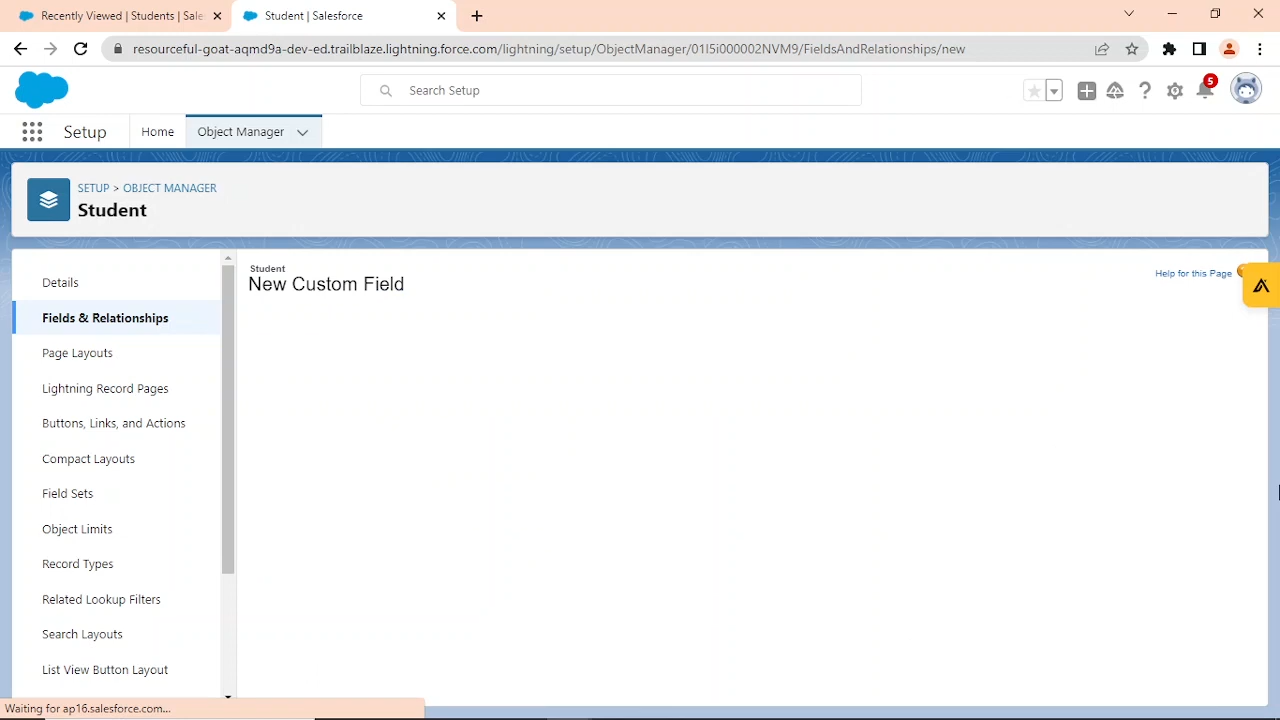 Recently Viewed | Students | Sale
Student | Salesforce
resourceful-goat-aqmd9a-dev-ed.trailblaze.lightning.force.com/lightning/setup/ObjectManager/01I5i000002NVM9/FieldsAndRelationships/new
Search Setup
5
Setup
Home
Object Manager
SETUP > OBJECT MANAGER
Student
Details
Fields & Relationships
Page Layouts
Lightning Record Pages
Buttons, Links, and Actions
Compact Layouts
Field Sets
Object Limits
Record Types
Related Lookup Filters
Search Layouts
List View Button Layout
Student
New Custom Field
Help for this Page
Waiting for ap16.salesforce.com...